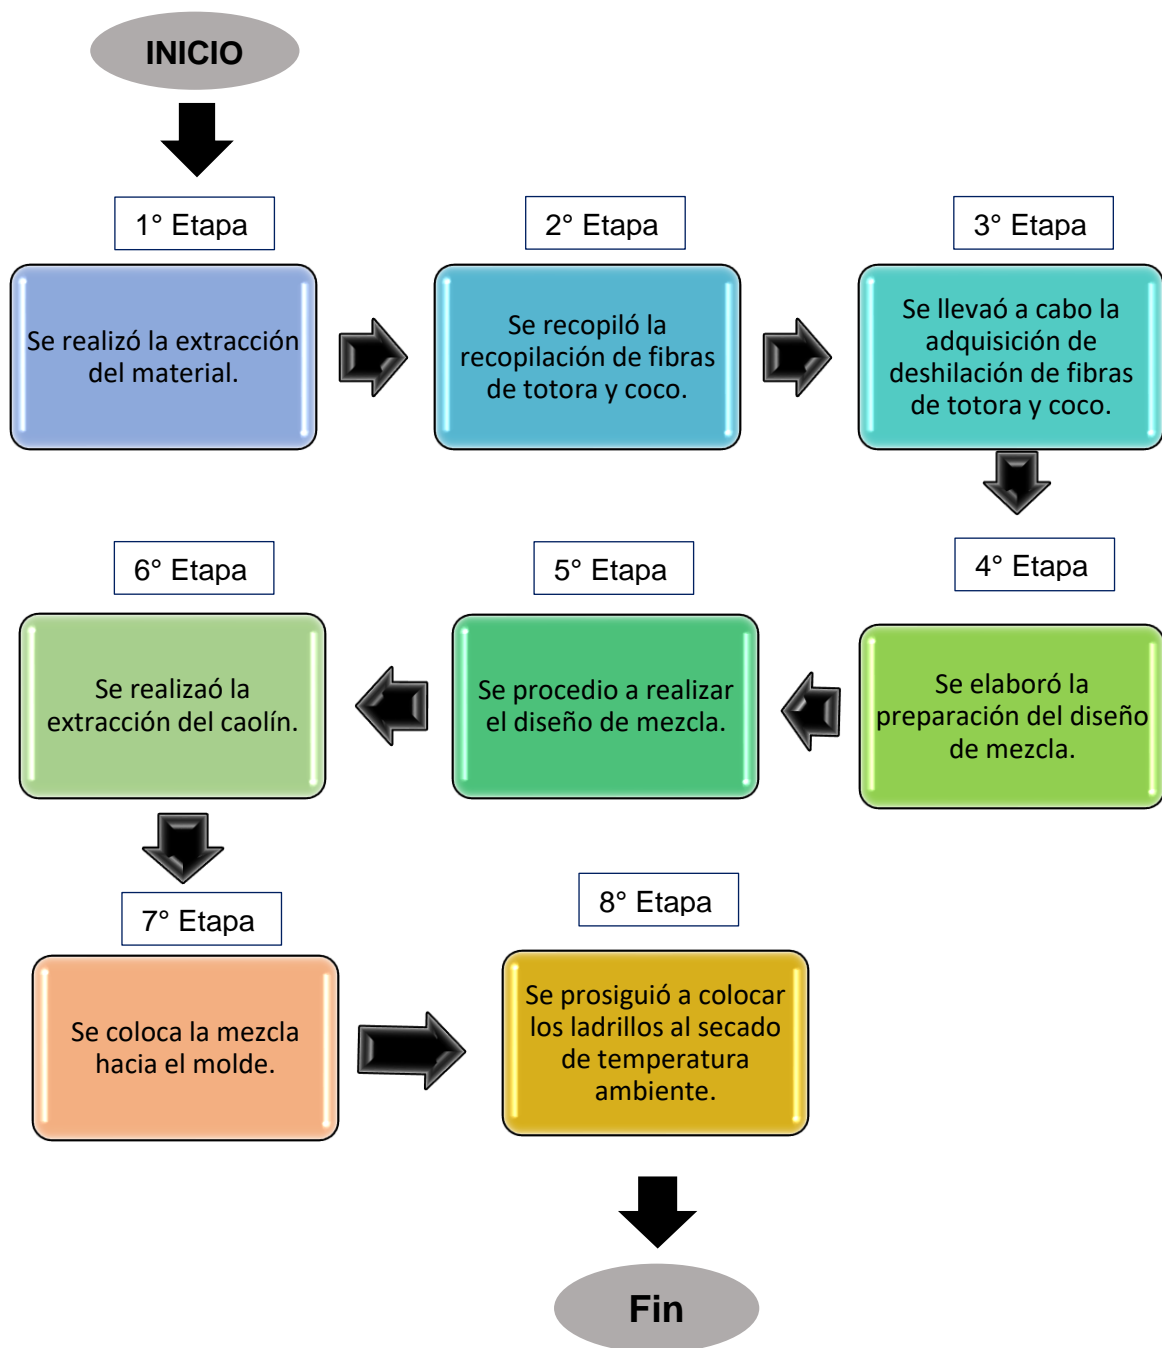 INICIO
1° Etapa
Se realizó la extracción
del material.
2° Etapa
Se recopiló la
recopilación de fibras
de totora y coco.
3° Etapa
Se llevaó a cabo la
adquisición de
deshilación de fibras
de totora y coco.
4° Etapa
Se elaboró la
preparación del diseño
de mezcla.
5° Etapa
Se procedio a realizar
el diseño de mezcla.
6° Etapa
Se realizaó la
extracción del caolín.
7° Etapa
Se coloca la mezcla
hacia el molde.
8° Etapa
Se prosiguió a colocar
los ladrillos al secado
de temperatura
ambiente.
Fin